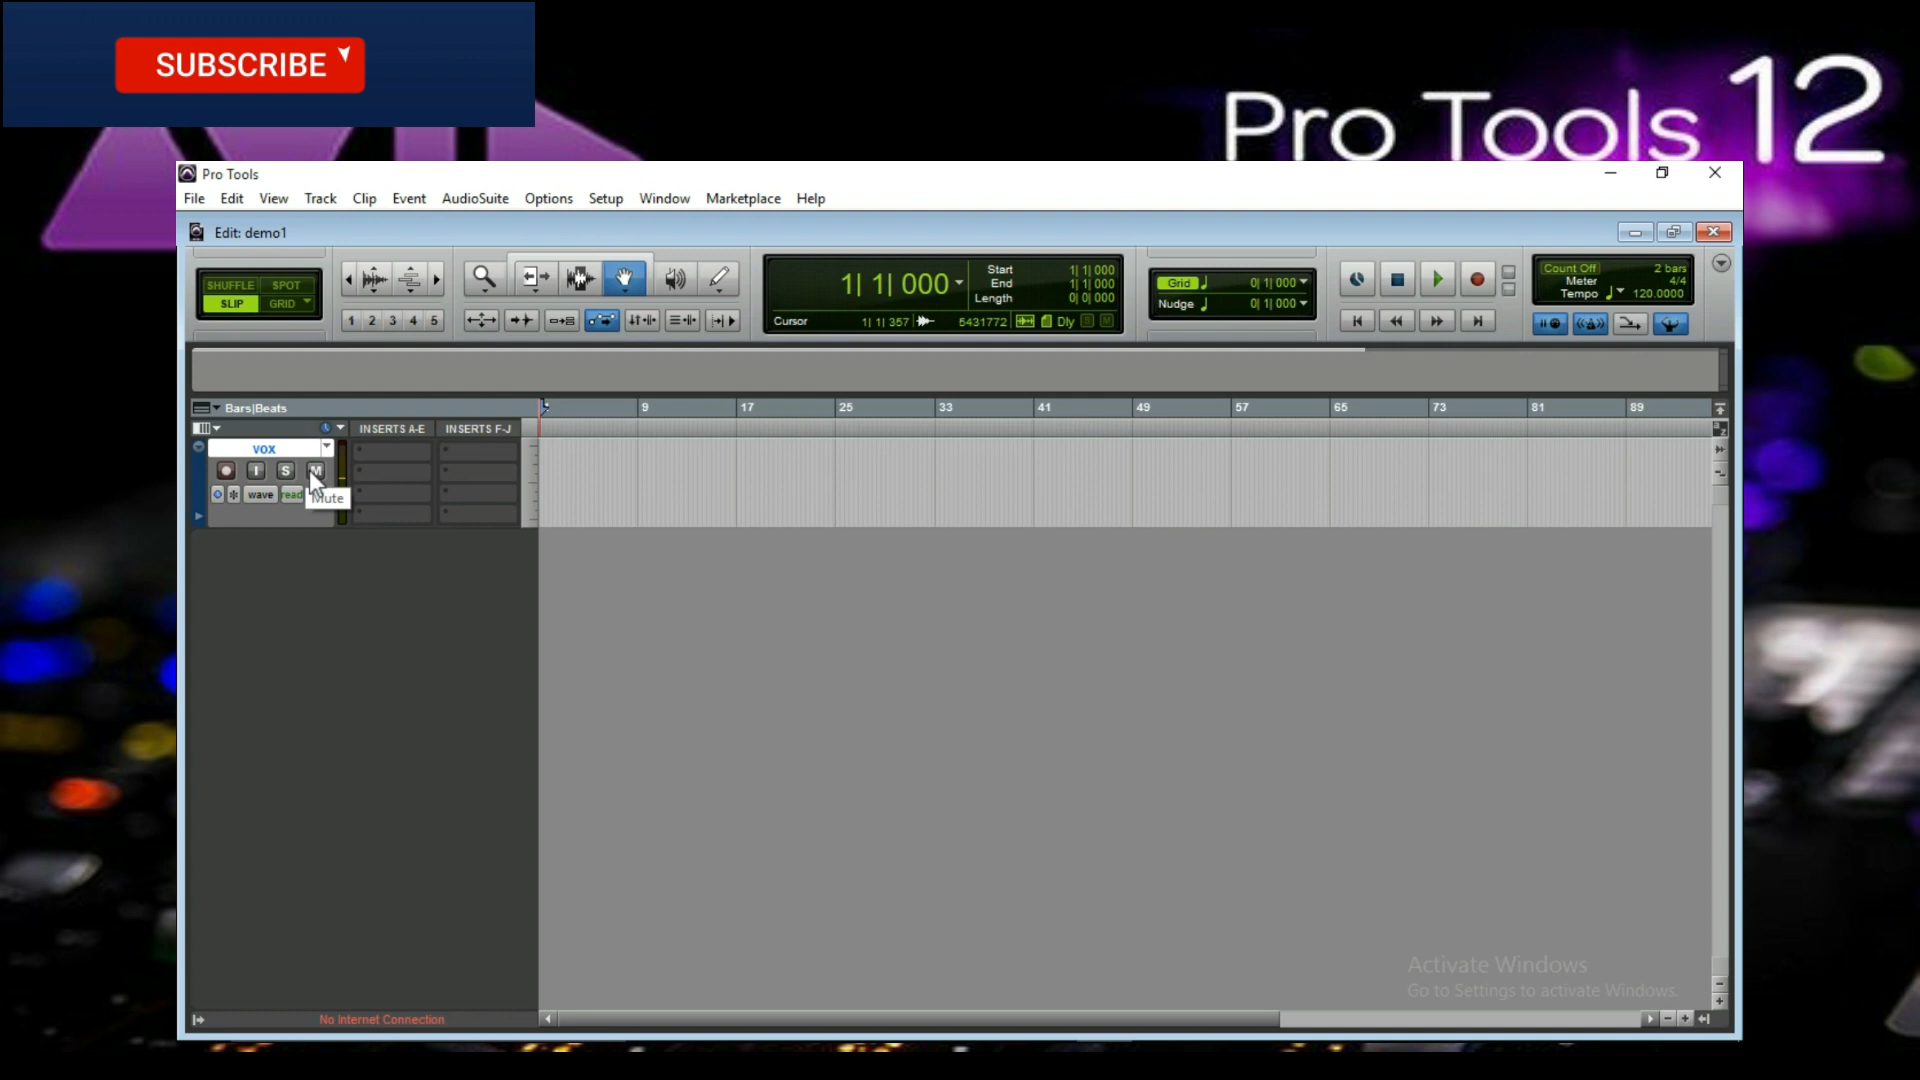 SUBSCRIBE
Pro Tools 12
Pro Tools
File Edit View Track Clip Event AudioSuite Options Setup Window Marketplace Help
Edit: demo1
SHUFFLE SPOT
SLIP GRID
1 2 3 4 5
1| 1| 000
Start 1| 1| 000
End 1| 1| 000
Length 0| 0| 000
Cursor 1| 1| 357 5431772 Dly S M
Grid 0| 1| 000
Nudge 0| 1| 000
Count Off 2 bars
Meter 4/4
Tempo 120.0000
Bars|Beats 9 17 25 33 41 49 57 65 73 81 89
INSERTS A-E INSERTS F-J
a z
vox
I S M
wave read
Mute
Activate Windows
Go to Settings to activate Windows.
No Internet Connection